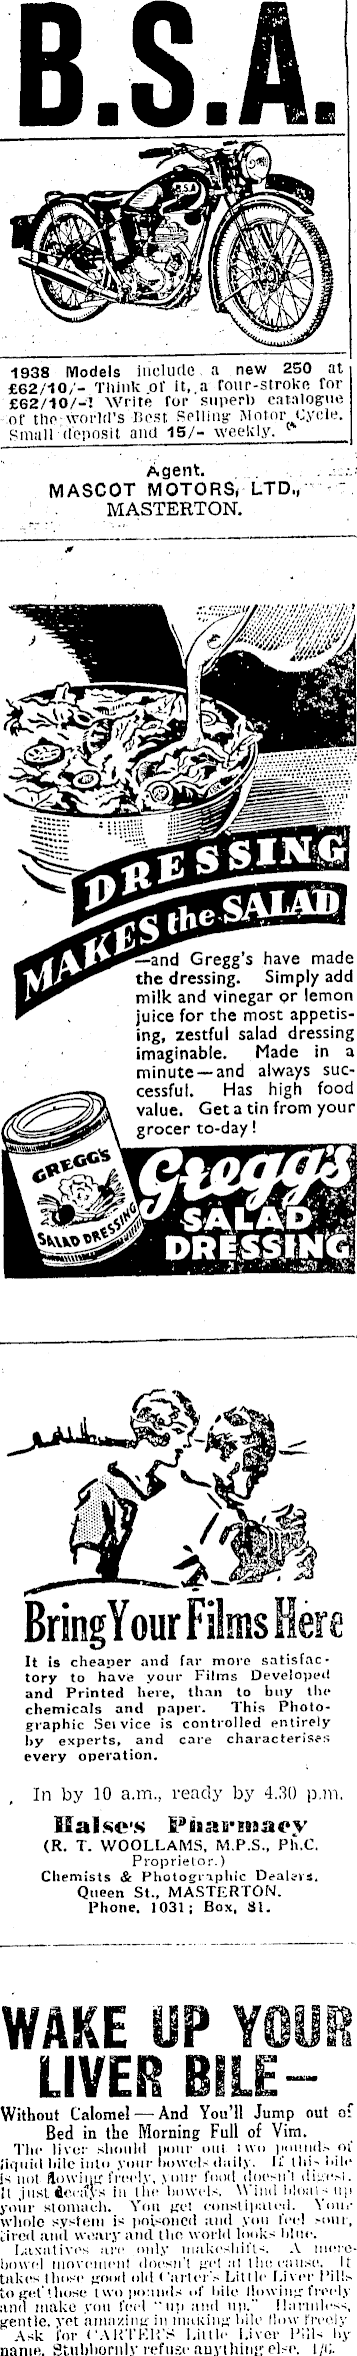 B.S.A.
B.S.A
1938 Models include a new 250 at
£62/10/- Think of it, a four-stroke for
£62/10/-! Write for superb catalogue
of the world's Best Selling Motor Cycle.
Small deposit and 15/- weekly.
Agent.
MASCOT MOTORS, LTD.,
MASTERTON.
DRESSING
MAKES the SALAD
—and Gregg's have made
the dressing. Simply add
milk and vinegar or lemon
juice for the most appetis-
ing, zestful salad dressing
imaginable. Made in a
minute—and always suc-
cessful. Has high food
value. Get a tin from your
grocer to-day!
GREGG'S
SALAD DRESSING
Gregg's
SALAD
DRESSING
Bring Your Films Here
It is cheaper and far more satisfac-
tory to have your Films Developed
and Printed here, than to buy the
chemicals and paper. This Photo-
graphic Service is controlled entirely
by experts, and care characterises
every operation.
In by 10 a.m., ready by 4.30 p.m.
Halse's Pharmacy
(R. T. WOOLLAMS, M.P.S., Ph.C.
Proprietor.)
Chemists & Photographic Dealers.
Queen St., MASTERTON.
Phone. 1031; Box, 81.
WAKE UP YOUR
LIVER BILE—
Without Calomel—And You'll Jump out of
Bed in the Morning Full of Vim.
The liver should pour out two pounds of
liquid bile into your bowels daily. If this bile
is not flowing freely, your food doesn't digest.
It just decays in the bowels. Wind bloats up
your stomach. You get constipated. Your
whole system is poisoned and you feel sour,
tired and weary and the world looks blue.
Laxatives are only makeshifts. A mere
bowel movement doesn't get at the cause. It
takes those good old Carter's Little Liver Pills
to get those two pounds of bile flowing freely
and make you feel "up and up." Harmless,
gentle, yet amazing in making bile flow freely
Ask for CARTER'S Little Liver Pills by
name. Stubbornly refuse anything else. 1/6.